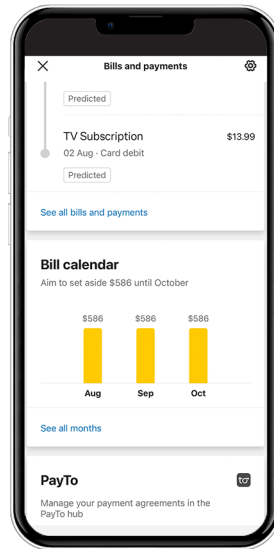 Bills and payments
Predicted
TV Subscription $13.99
02 Aug · Card debit
Predicted
See all bills and payments
Bill calendar
Aim to set aside $586 until October
$586 $586 $586
Aug Sep Oct
See all months
PayTo
Manage your payment agreements in the
PayTo hub